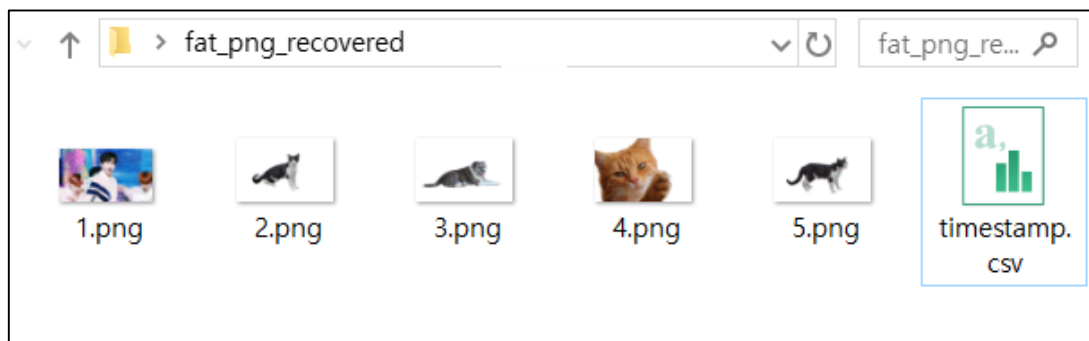 fat_png_recovered
fat_png_re...
1.png
2.png
3.png
4.png
5.png
a,
timestamp.
csv